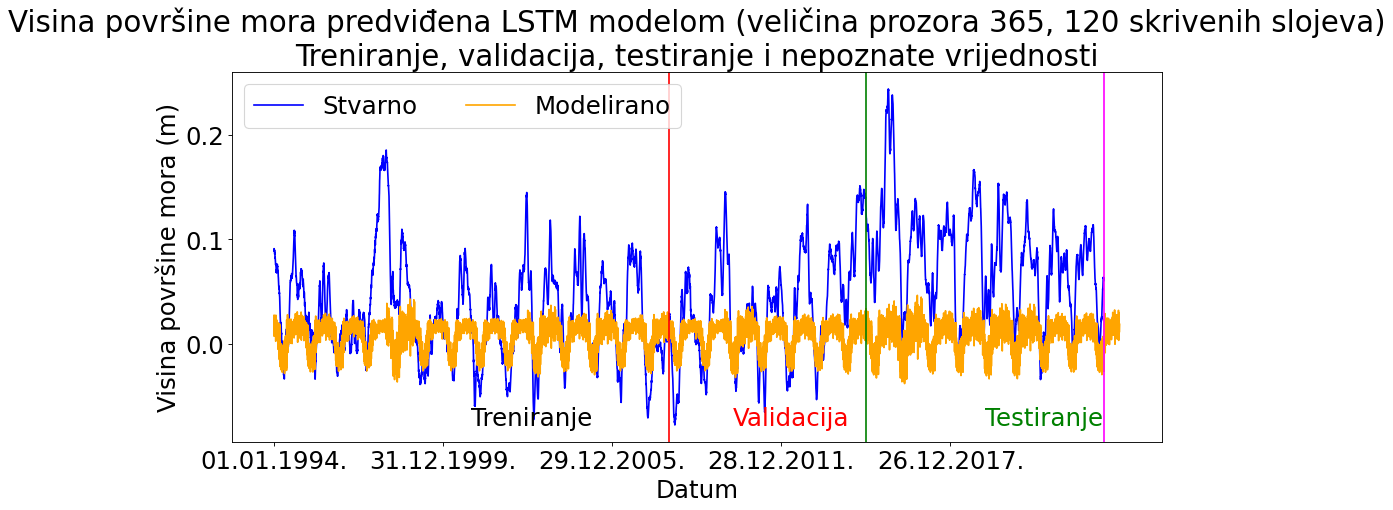 Visina površine mora predviđena LSTM modelom (veličina prozora 365, 120 skrivenih slojeva)
Treniranje, validacija, testiranje i nepoznate vrijednosti
Stvarno Modelirano
Visina površine mora (m)
0.2
0.1
0.0
Treniranje Validacija Testiranje
01.01.1994. 31.12.1999. 29.12.2005. 28.12.2011. 26.12.2017.
Datum